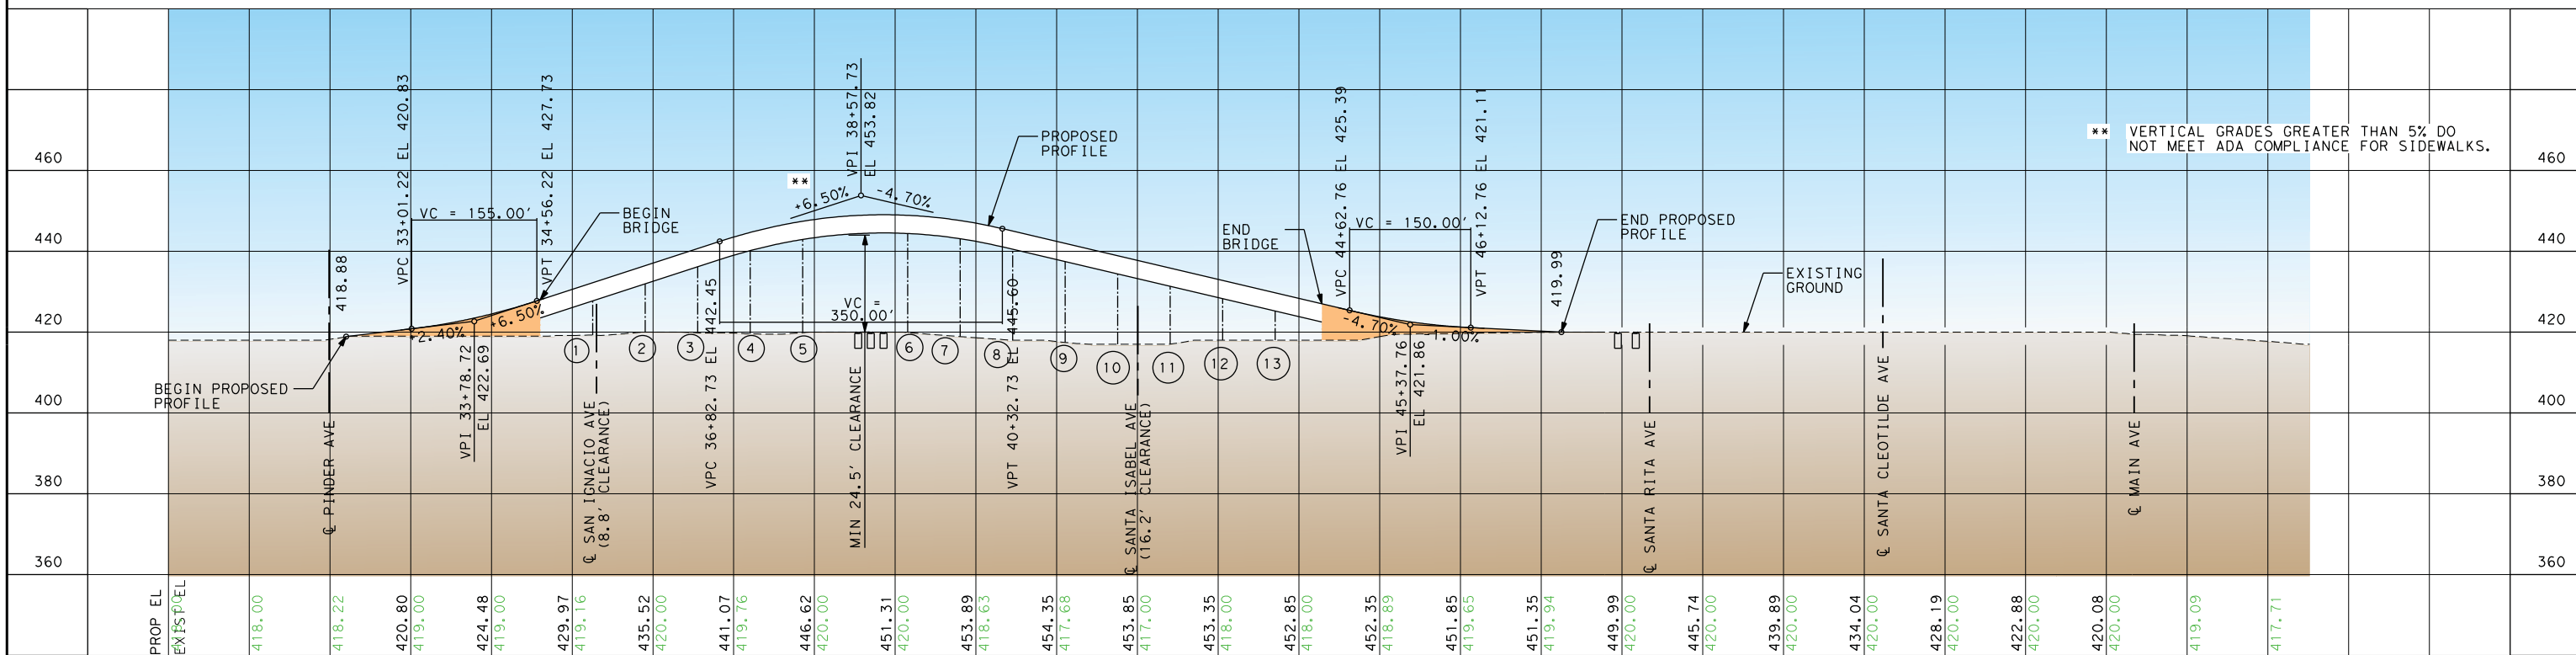 460
440
420
400
380
360
460
440
420
400
380
360
** VERTICAL GRADES GREATER THAN 5% DO
NOT MEET ADA COMPLIANCE FOR SIDEWALKS.
BEGIN PROPOSED
PROFILE
℄ PINDER AVE
418.88
VPC 33+01.22 EL 420.83
VC = 155.00'
VPT 34+56.22 EL 427.73
+2.40%
+6.50%
VPI 33+78.72
EL 422.69
BEGIN
BRIDGE
℄ SAN IGNACIO AVE
(8.8' CLEARANCE)
VPC 36+82.73 EL 442.45
**
+6.50%
-4.70%
VPI 38+57.73
EL 453.82
VC =
350.00'
MIN 24.5' CLEARANCE
PROPOSED
PROFILE
VPT 40+32.73 EL 445.60
℄ SANTA ISABEL AVE
(16.2' CLEARANCE)
1
2
3
4
5
6
7
8
9
10
11
12
13
END
BRIDGE
VPC 44+62.76 EL 425.39
VC = 150.00'
VPT 46+12.76 EL 421.11
-4.70%
1.00%
VPI 45+37.76
EL 421.86
419.99
END PROPOSED
PROFILE
EXISTING
GROUND
℄ SANTA RITA AVE
℄ SANTA CLEOTILDE AVE
℄ MAIN AVE
PROP EL
EXIST EL
418.00
418.22
420.80
419.00
424.48
419.00
429.97
419.16
435.52
420.00
441.07
419.76
446.62
420.00
451.31
420.00
453.89
418.63
454.35
417.68
453.85
417.00
453.35
418.00
452.85
418.00
452.35
418.89
451.85
419.65
451.35
419.94
449.99
420.00
445.74
420.00
439.89
420.00
434.04
420.00
428.19
420.00
422.88
420.00
420.08
420.00
419.09
417.71